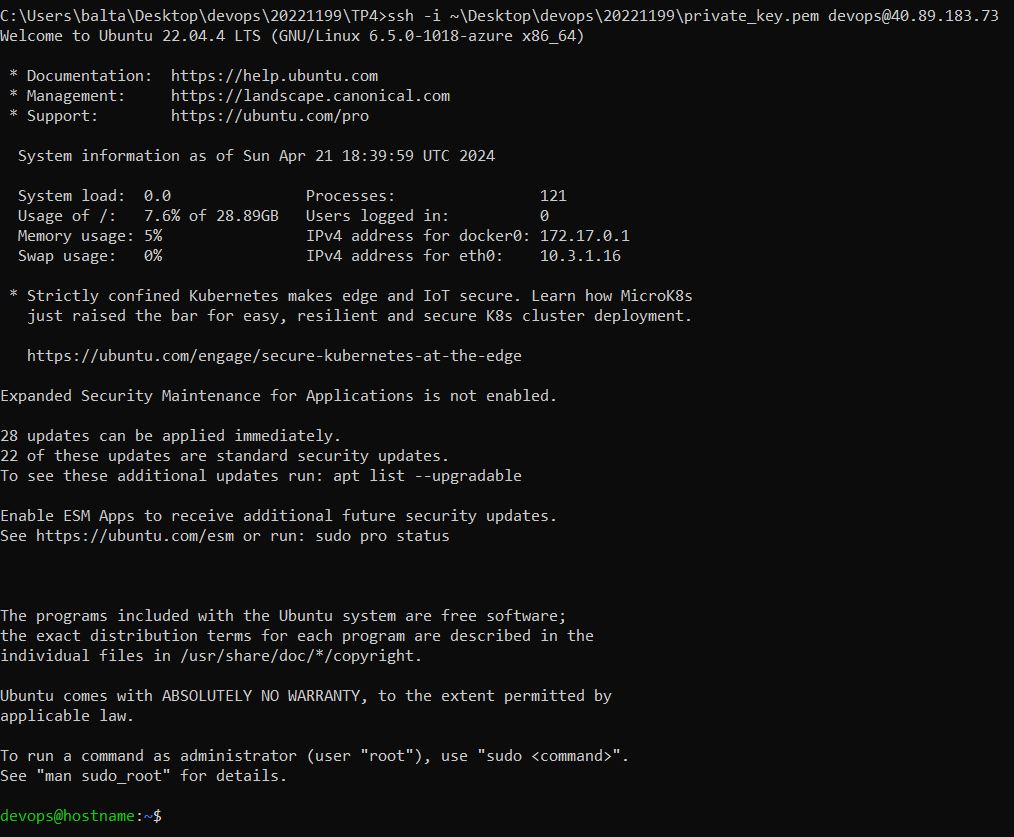 C:\Users\balta\Desktop\devops\20221199\TP4>ssh -i ~\Desktop\devops\20221199\private_key.pem devops@40.89.183.73
Welcome to Ubuntu 22.04.4 LTS (GNU/Linux 6.5.0-1018-azure x86_64)
* Documentation: https://help.ubuntu.com
* Management: https://landscape.canonical.com
* Support: https://ubuntu.com/pro
System information as of Sun Apr 21 18:39:59 UTC 2024
System load: 0.0 Processes: 121
Usage of /: 7.6% of 28.89GB Users logged in: 0
Memory usage: 5% IPv4 address for docker0: 172.17.0.1
Swap usage: 0% IPv4 address for eth0: 10.3.1.16
* Strictly confined Kubernetes makes edge and IoT secure. Learn how MicroK8s
just raised the bar for easy, resilient and secure K8s cluster deployment.
https://ubuntu.com/engage/secure-kubernetes-at-the-edge
Expanded Security Maintenance for Applications is not enabled.
28 updates can be applied immediately.
22 of these updates are standard security updates.
To see these additional updates run: apt list --upgradable
Enable ESM Apps to receive additional future security updates.
See https://ubuntu.com/esm or run: sudo pro status
The programs included with the Ubuntu system are free software;
the exact distribution terms for each program are described in the
individual files in /usr/share/doc/*/copyright.
Ubuntu comes with ABSOLUTELY NO WARRANTY, to the extent permitted by
applicable law.
To run a command as administrator (user "root"), use "sudo <command>".
See "man sudo_root" for details.
devops@hostname:~$